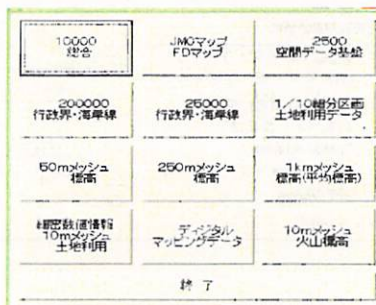 10000
総合
JMCマップ
FDマップ
2500
空間データ基盤
200000
行政界・海岸線
25000
行政界・海岸線
1/10細分区画
土地利用データ
50mメッシュ
標高
250mメッシュ
標高
1kmメッシュ
標高(平均標高)
細密数値情報
10mメッシュ
土地利用
ディジタル
マッピングデータ
10mメッシュ
火山標高
終 了